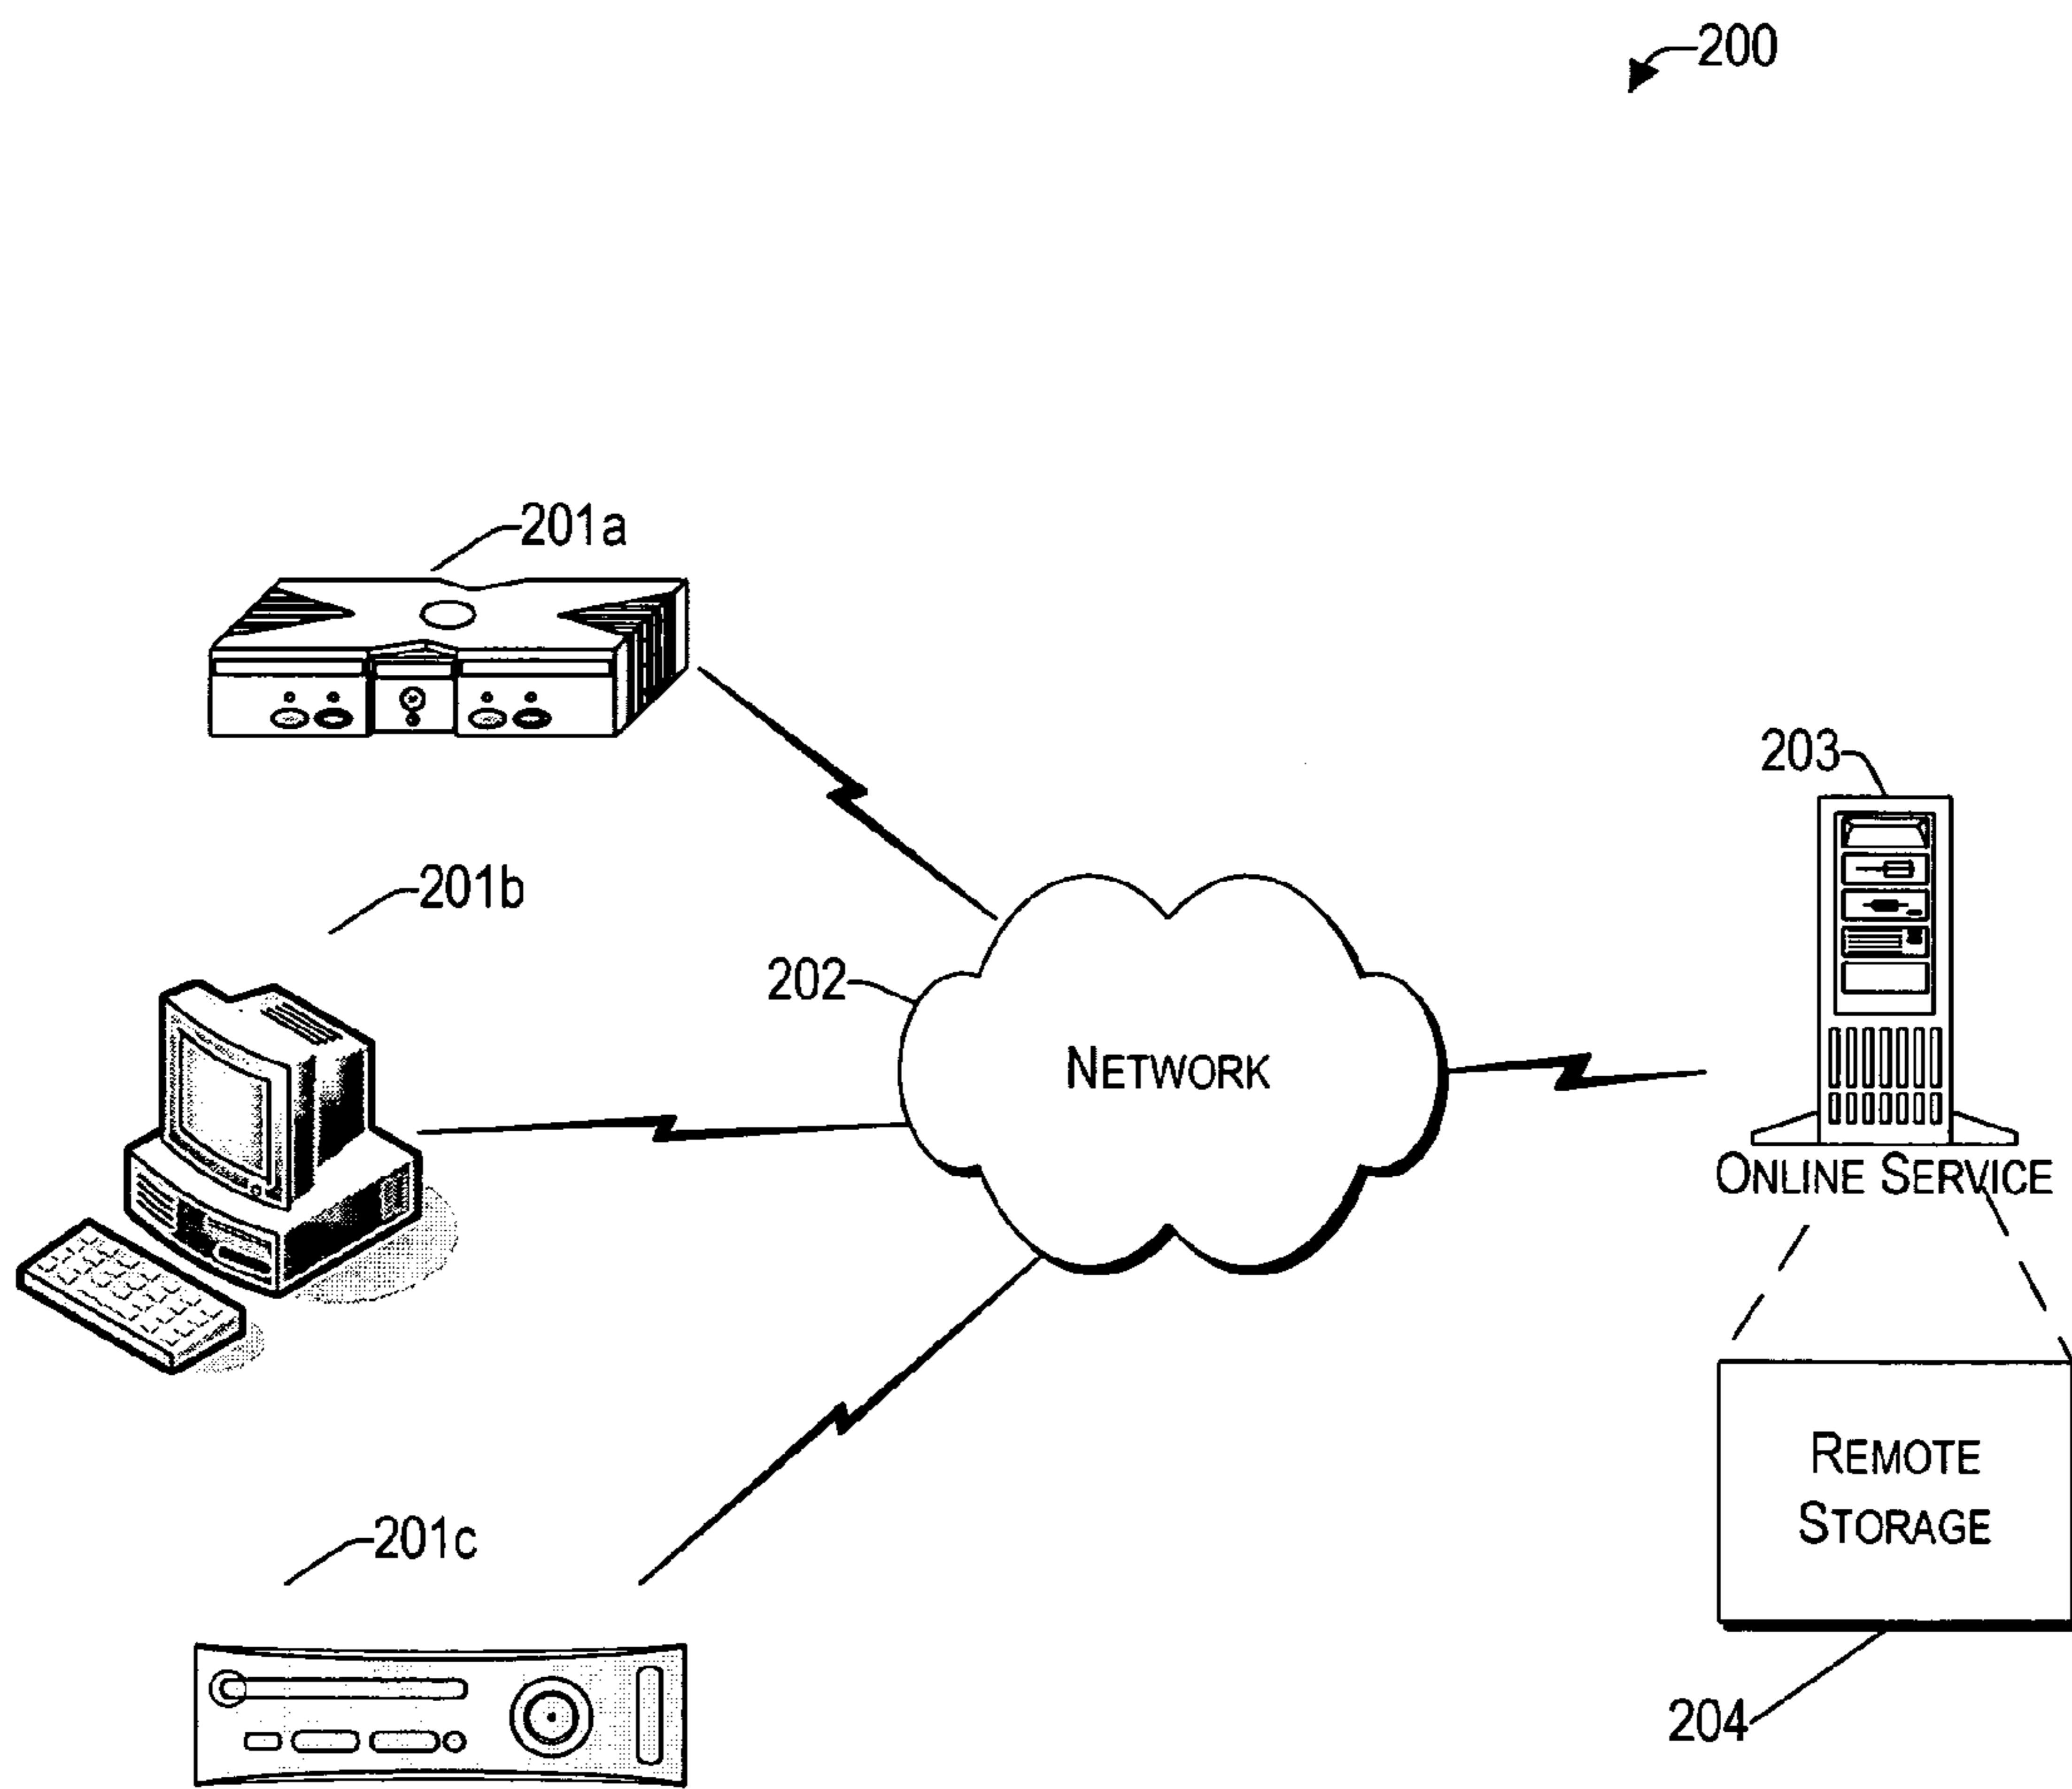 200
201a
203
201b
202
NETWORK
ONLINE SERVICE
REMOTE
STORAGE
201c
204